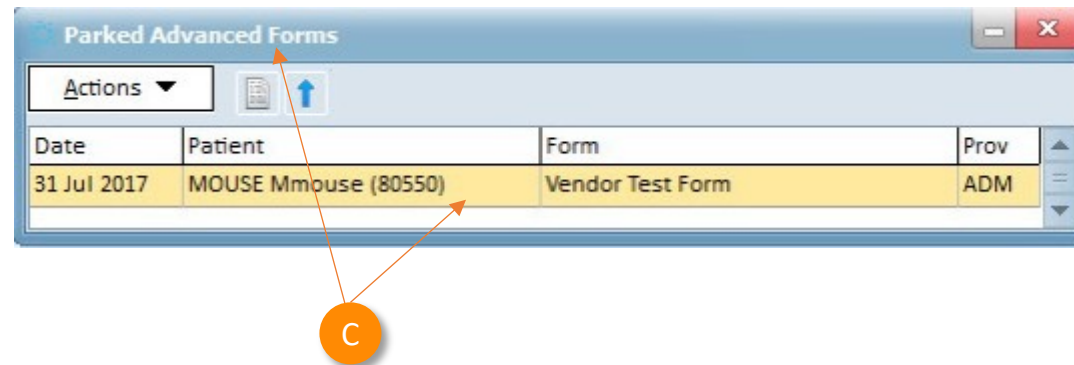 Parked Advanced Forms
Actions
Date Patient Form Prov
31 Jul 2017 MOUSE Mmouse (80550) Vendor Test Form ADM
C